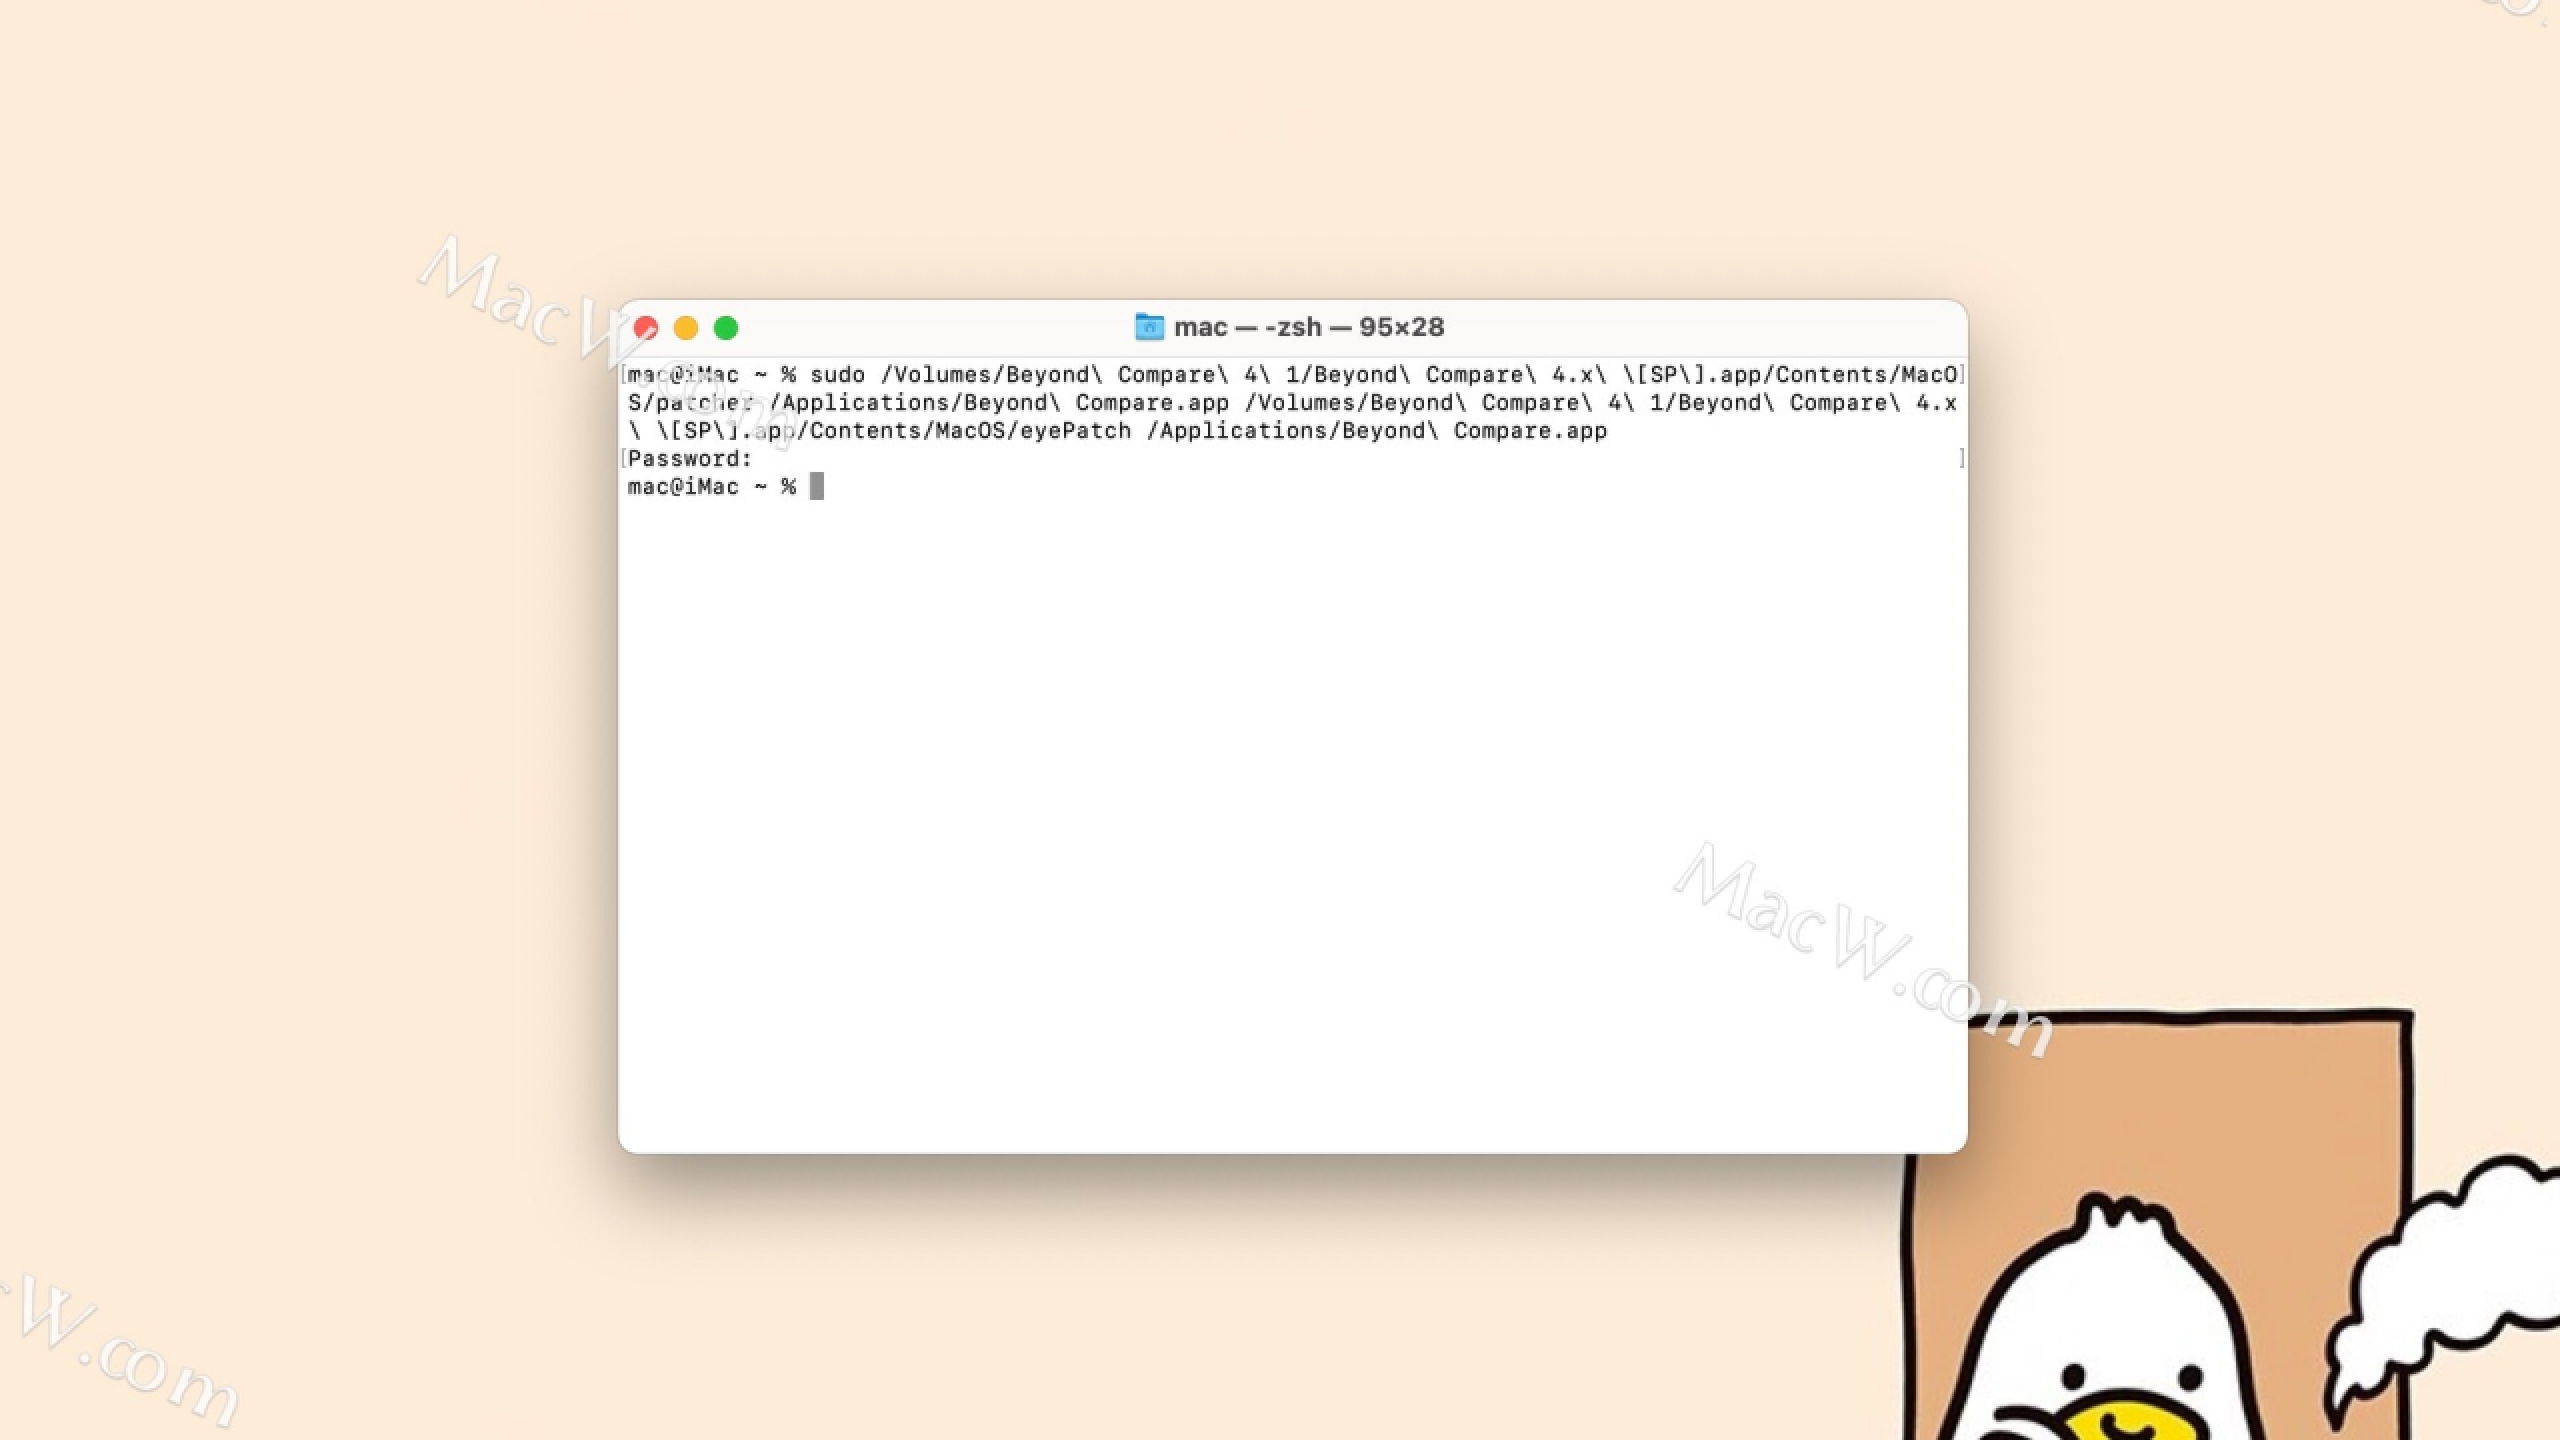 mac — -zsh — 95×28
mac@iMac ~ % sudo /Volumes/Beyond\ Compare\ 4\ 1/Beyond\ Compare\ 4.x\ \[SP\].app/Contents/MacO
S/patcher /Applications/Beyond\ Compare.app /Volumes/Beyond\ Compare\ 4\ 1/Beyond\ Compare\ 4.x
\ \[SP\].app/Contents/MacOS/eyePatch /Applications/Beyond\ Compare.app
Password:
mac@iMac ~ %
MacW.com
MacW.com
cW.com